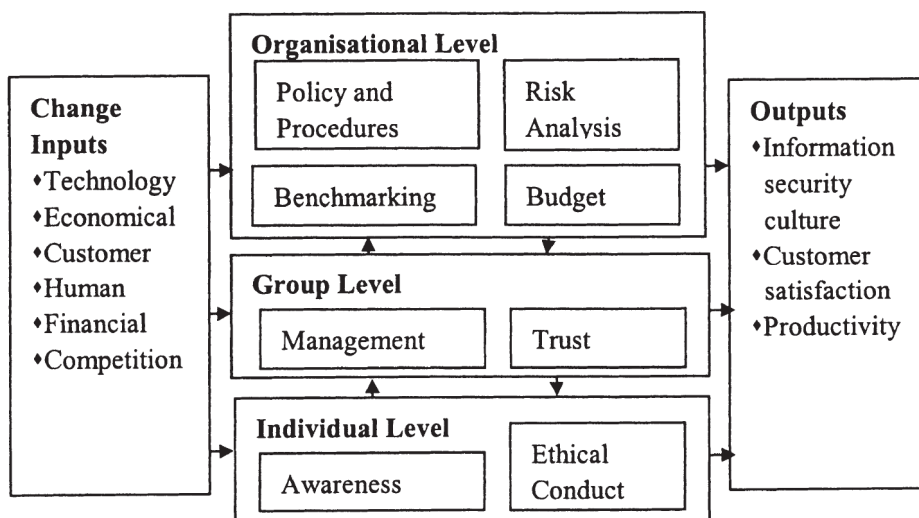 Change
Inputs
♦Technology
♦Economical
♦Customer
♦Human
♦Financial
♦Competition
Organisational Level
Policy and
Procedures
Risk
Analysis
Benchmarking
Budget
Group Level
Management
Trust
Individual Level
Awareness
Ethical
Conduct
Outputs
♦Information
security
culture
♦Customer
satisfaction
♦Productivity